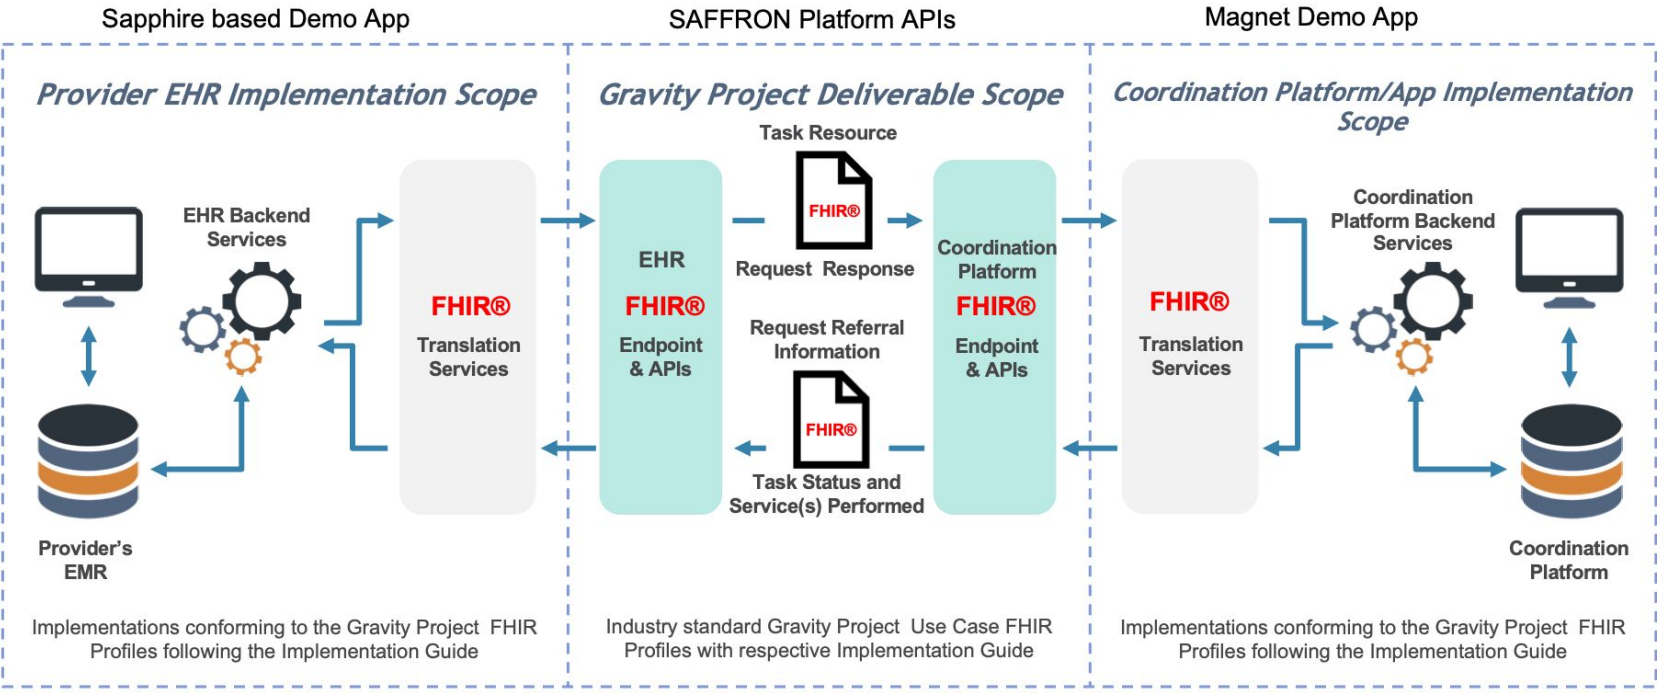 Sapphire based Demo App
SAFFRON Platform APIs
Magnet Demo App
Provider EHR Implementation Scope
Gravity Project Deliverable Scope
Coordination Platform/App Implementation
Scope
EHR Backend
Services
Provider's
EMR
FHIR®
Translation
Services
EHR
FHIR®
Endpoint
& APIs
Task Resource
FHIR®
Request Response
Request Referral
Information
FHIR®
Task Status and
Service(s) Performed
Coordination
Platform
FHIR®
Endpoint
& APIs
FHIR®
Translation
Services
Coordination
Platform Backend
Services
Coordination
Platform
Implementations conforming to the Gravity Project FHIR
Profiles following the Implementation Guide
Industry standard Gravity Project Use Case FHIR
Profiles with respective Implementation Guide
Implementations conforming to the Gravity Project FHIR
Profiles following the Implementation Guide